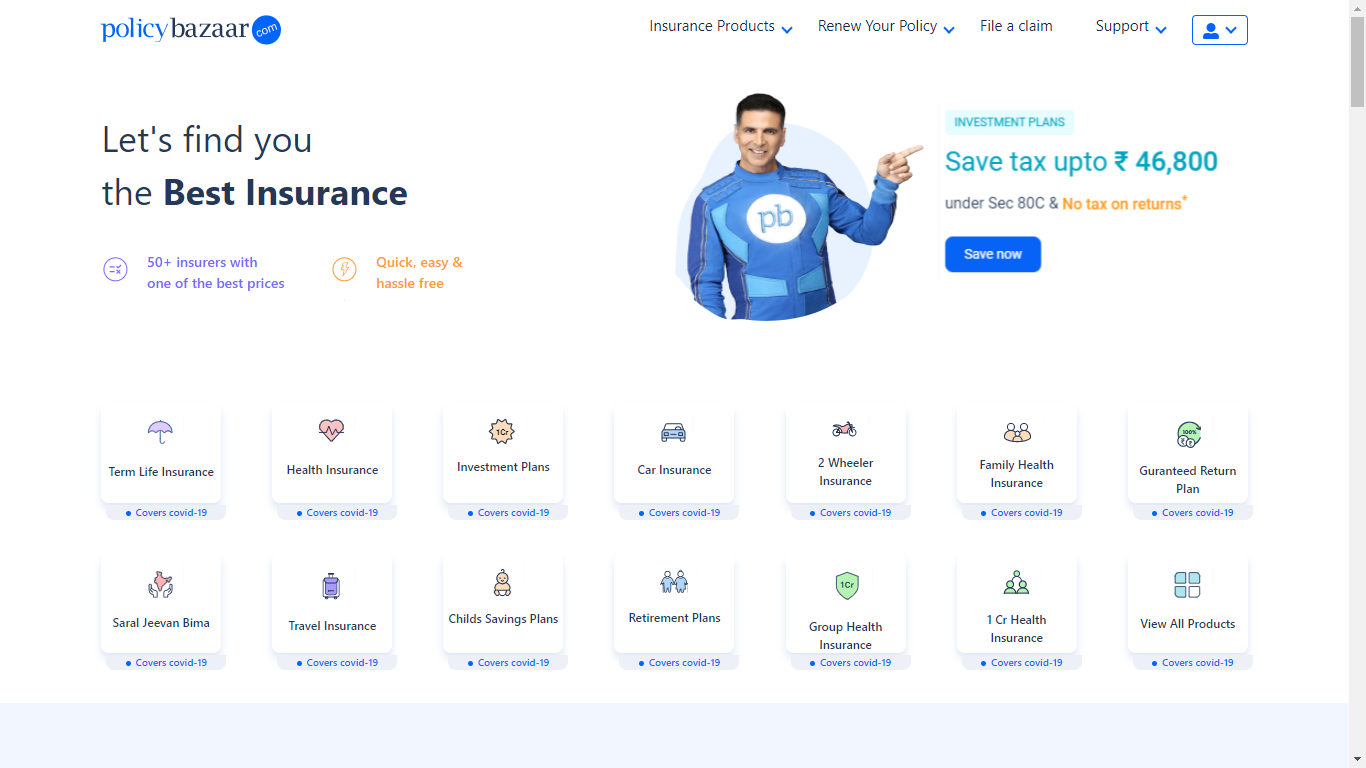 policybazaar com
Insurance Products
Renew Your Policy
File a claim
Support
Let's find you
the Best Insurance
50+ insurers with
one of the best prices
Quick, easy &
hassle free
pb
INVESTMENT PLANS
Save tax upto ₹ 46,800
under Sec 80C & No tax on returns*
Save now
Term Life Insurance
Covers covid-19
Health Insurance
Covers covid-19
1Cr
Investment Plans
Covers covid-19
Car Insurance
Covers covid-19
2 Wheeler
Insurance
Covers covid-19
Family Health
Insurance
Covers covid-19
100%
Guranteed Return
Plan
Covers covid-19
Saral Jeevan Bima
Covers covid-19
Travel Insurance
Covers covid-19
Childs Savings Plans
Covers covid-19
Retirement Plans
Covers covid-19
1Cr
Group Health
Insurance
Covers covid-19
1 Cr Health
Insurance
Covers covid-19
View All Products
Covers covid-19